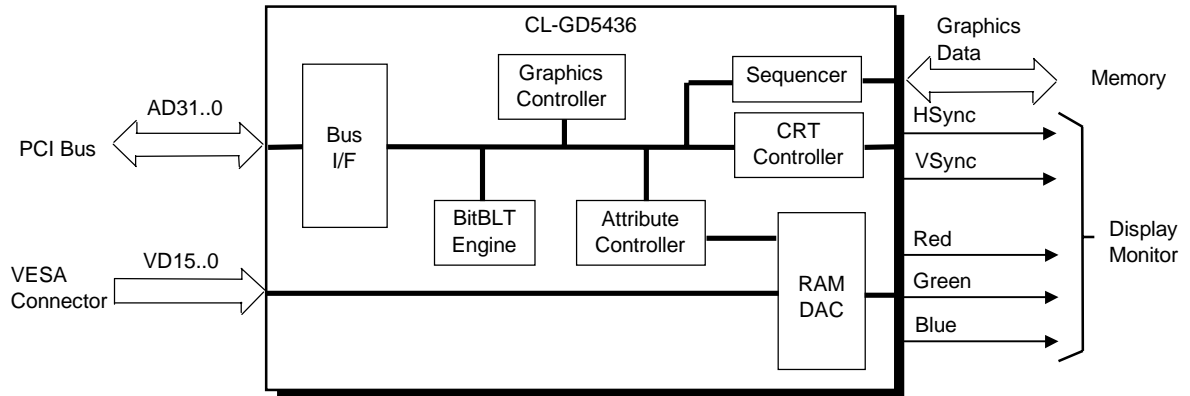 CL-GD5436
Graphics
Data
Memory
Sequencer
Graphics
Controller
AD31..0
PCI Bus
Bus
I/F
CRT
Controller
HSync
VSync
BitBLT
Engine
Attribute
Controller
VESA
Connector
VD15..0
RAM
DAC
Red
Green
Blue
Display
Monitor